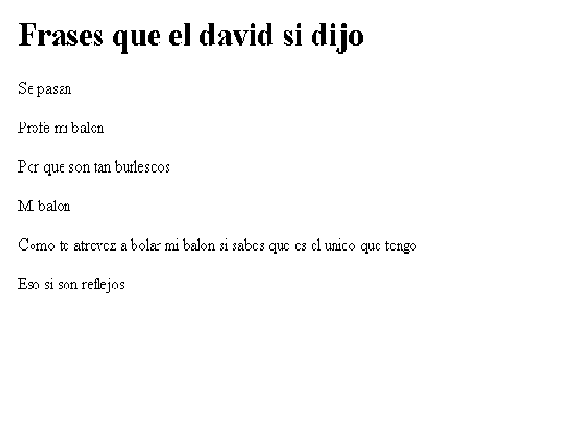 Frases que el david si dijo
Se pasan
Profe mi balon
Por que son tan burlescos
Mi balon
Como te atrevez a bolar mi balon si sabes que es el unico que tengo
Eso si son reflejos